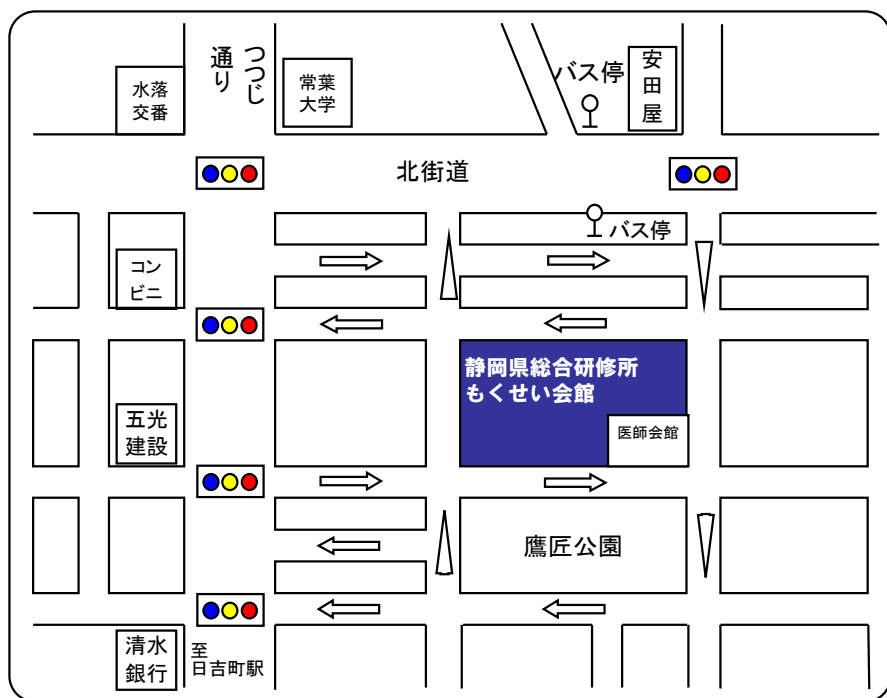 水落
交番
つつじ
通り
常葉
大学
バス停
安
田
屋
北街道
バス停
コン
ビニ
静岡県総合研修所
もくせい会館
医師会館
五光
建設
鷹匠公園
清水
銀行
至
日吉町駅